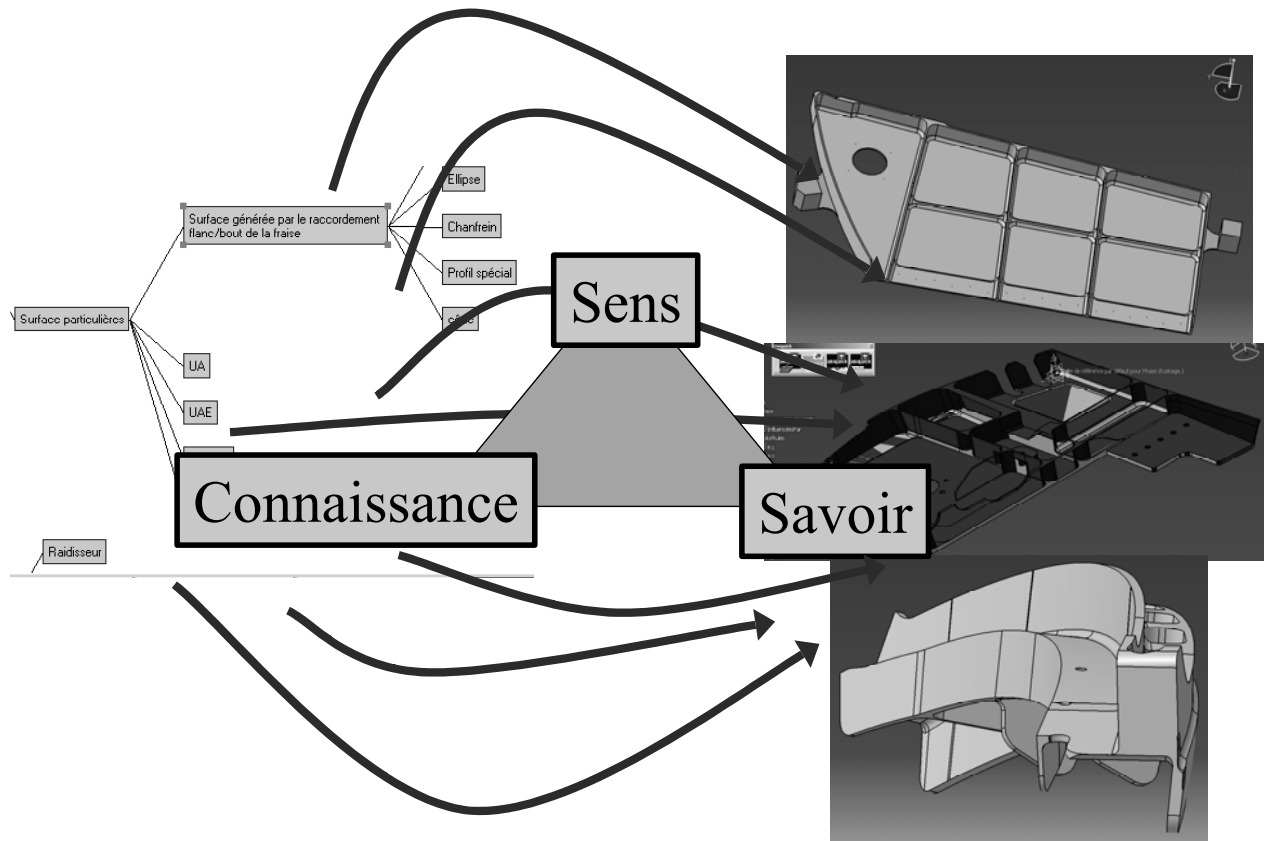 Ellipse
Surface générée par le raccordement
flanc/bout de la fraise
Chanfrein
Profil spécial
Sens
Surface particulières
UA
UAE
Connaissance
Savoir
Raidisseur